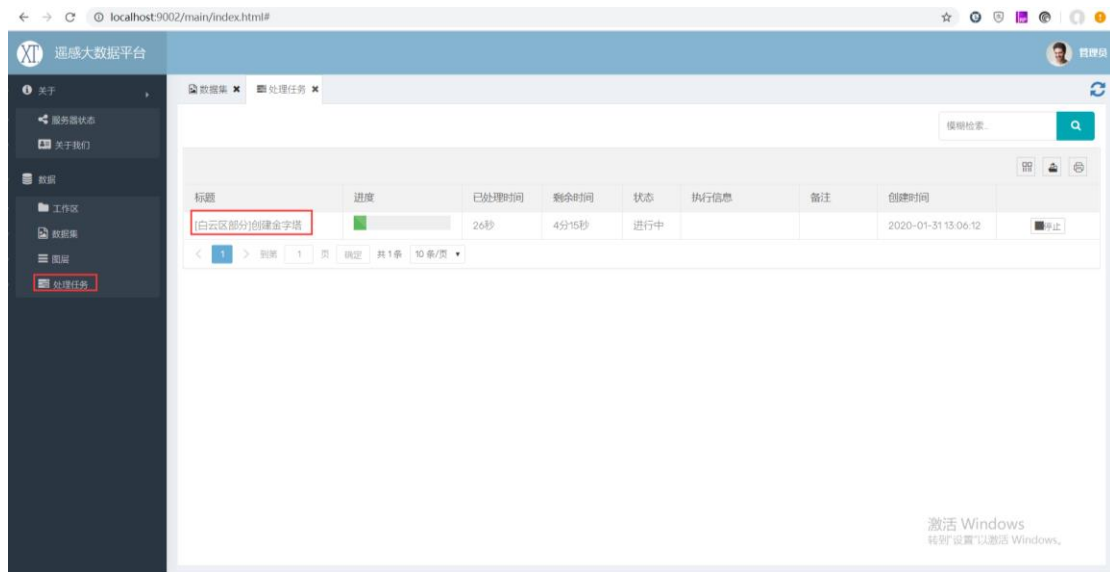 localhost:9002/main/index.html#
XT 遥感大数据平台
管理员
关于
服务器状态
关于我们
数据
工作区
数据集
图层
处理任务
数据集 ✖ 处理任务 ✖
模糊检索...
标题 进度 已处理时间 剩余时间 状态 执行信息 备注 创建时间
[白云区部分]创建金字塔 26秒 4分15秒 进行中 2020-01-31 13:06:12 停止
< 1 > 到第 1 页 确定 共 1 条 10 条/页
激活 Windows
转到"设置"以激活 Windows。